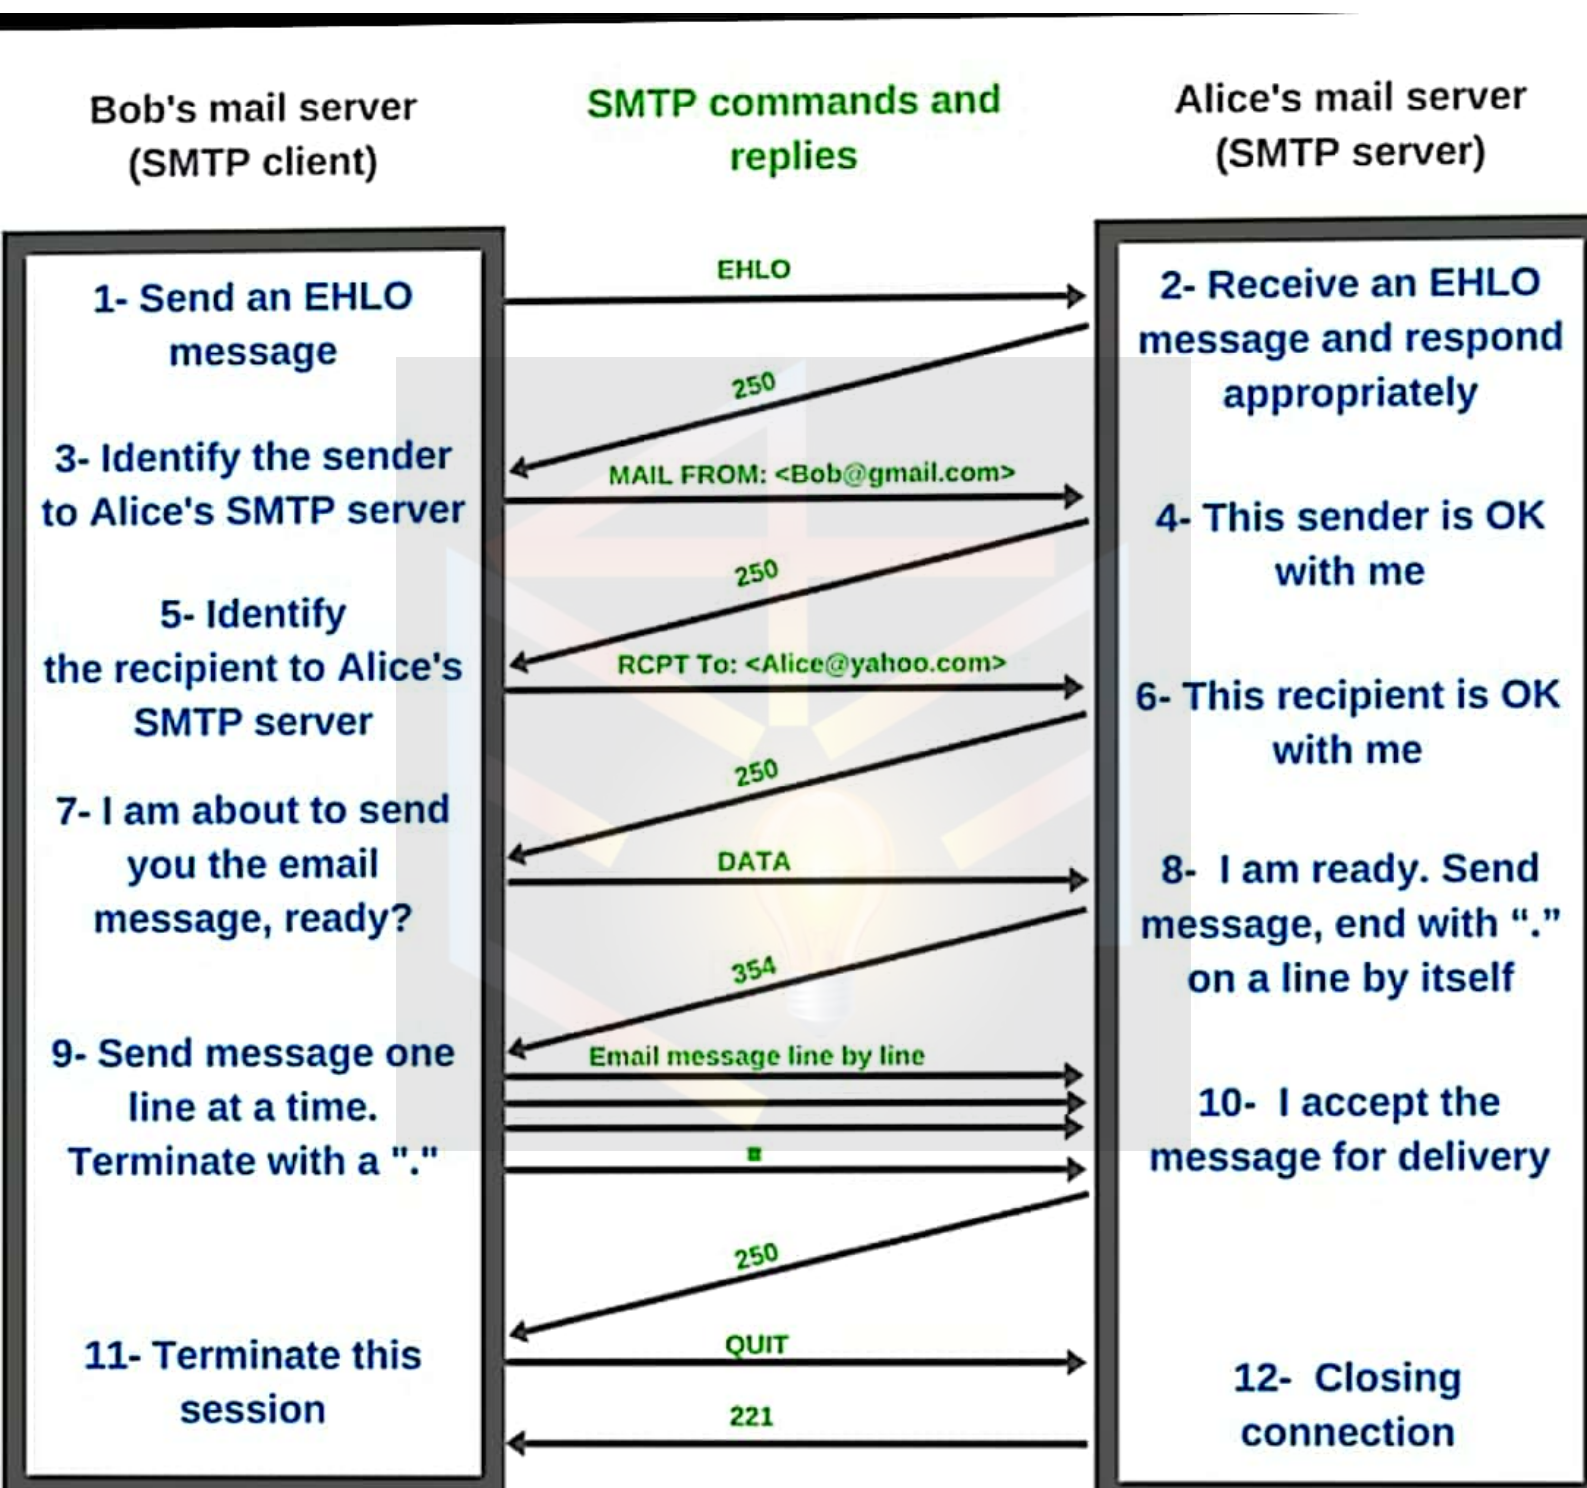 Bob's mail server
(SMTP client)
SMTP commands and
replies
Alice's mail server
(SMTP server)
1- Send an EHLO
message
EHLO
2- Receive an EHLO
message and respond
appropriately
250
3- Identify the sender
to Alice's SMTP server
MAIL FROM: <Bob@gmail.com>
4- This sender is OK
with me
250
5- Identify
the recipient to Alice's
SMTP server
RCPT To: <Alice@yahoo.com>
6- This recipient is OK
with me
250
7- I am about to send
you the email
message, ready?
DATA
8- I am ready. Send
message, end with “.”
on a line by itself
354
9- Send message one
line at a time.
Terminate with a "."
Email message line by line
.
10- I accept the
message for delivery
250
11- Terminate this
session
QUIT
221
12- Closing
connection